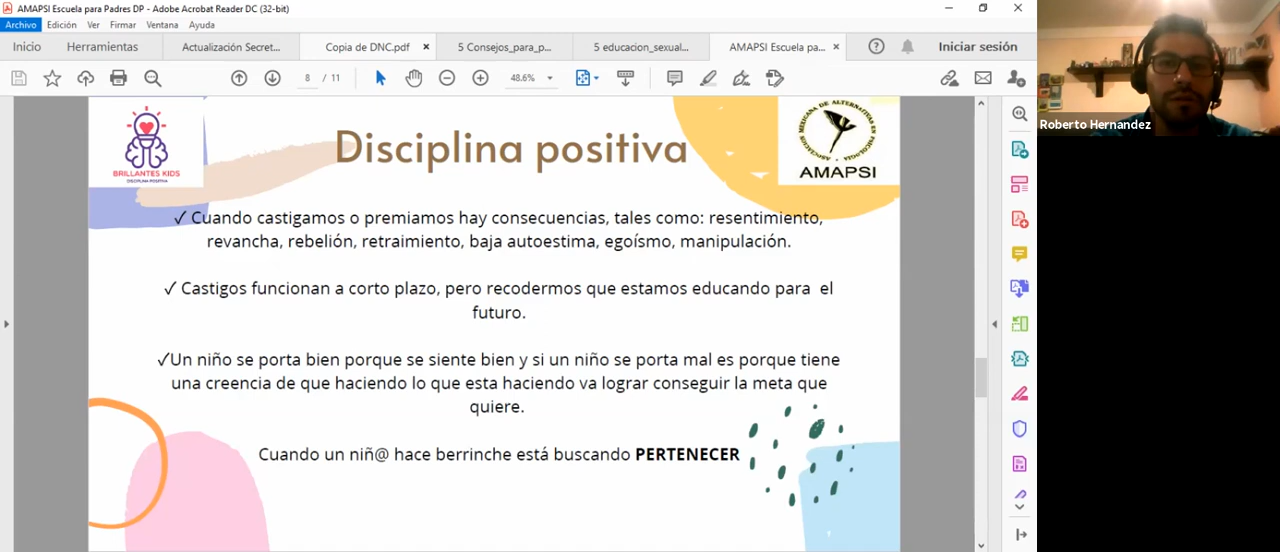 AMAPSI Escuela para Padres DP - Adobe Acrobat Reader DC (32-bit)
Archivo Edición Ver Firmar Ventana Ayuda
Inicio Herramientas Actualización Secret... Copia de DNC.pdf 5 Consejos_para_p... 5 educacion_sexual... AMAPSI Escuela pa... Iniciar sesión
8 / 11 48.6%
Roberto Hernandez
BRILLANTES KIDS
DISCIPLINA POSITIVA
Disciplina positiva
ASOCIACIÓN MEXICANA DE ALTERNATIVAS EN PSICOLOGÍA
AMAPSI
✓ Cuando castigamos o premiamos hay consecuencias, tales como: resentimiento,
revancha, rebelión, retraimiento, baja autoestima, egoísmo, manipulación.
✓ Castigos funcionan a corto plazo, pero recodermos que estamos educando para el
futuro.
✓Un niño se porta bien porque se siente bien y si un niño se porta mal es porque tiene
una creencia de que haciendo lo que esta haciendo va lograr conseguir la meta que
quiere.
Cuando un niñ@ hace berrinche está buscando PERTENECER